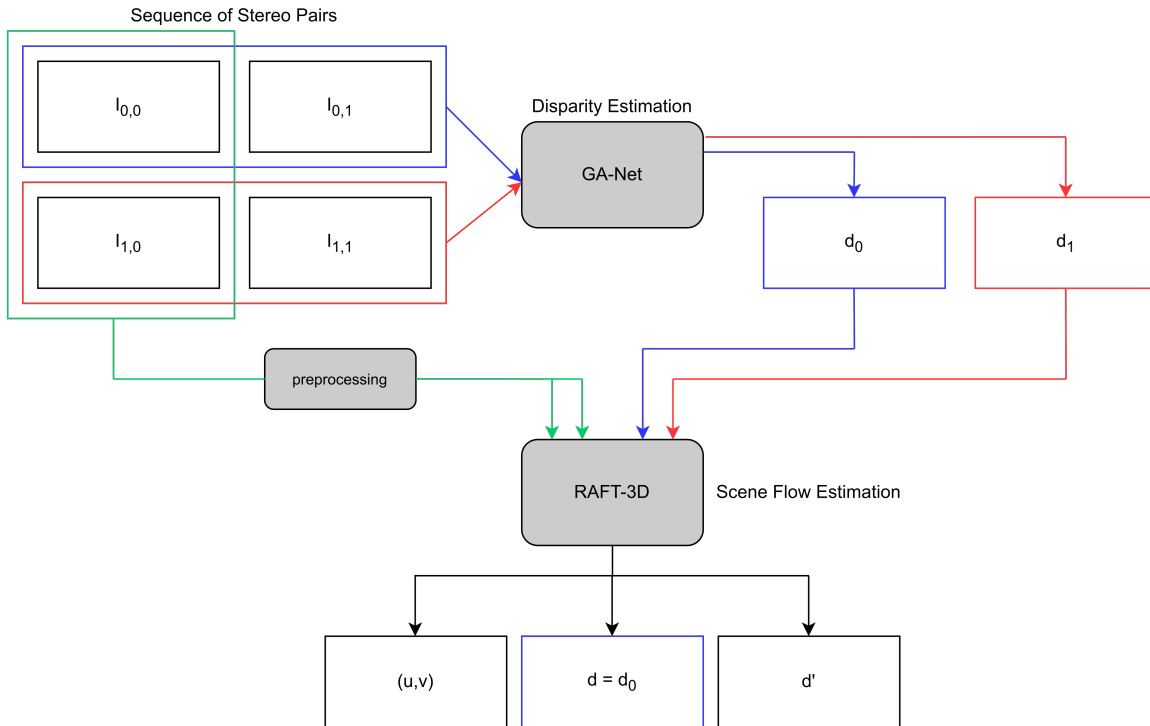 Sequence of Stereo Pairs
I0,0
I0,1
Disparity Estimation
GA-Net
I1,0
I1,1
d0
d1
preprocessing
RAFT-3D
Scene Flow Estimation
(u,v)
d = d0
d'